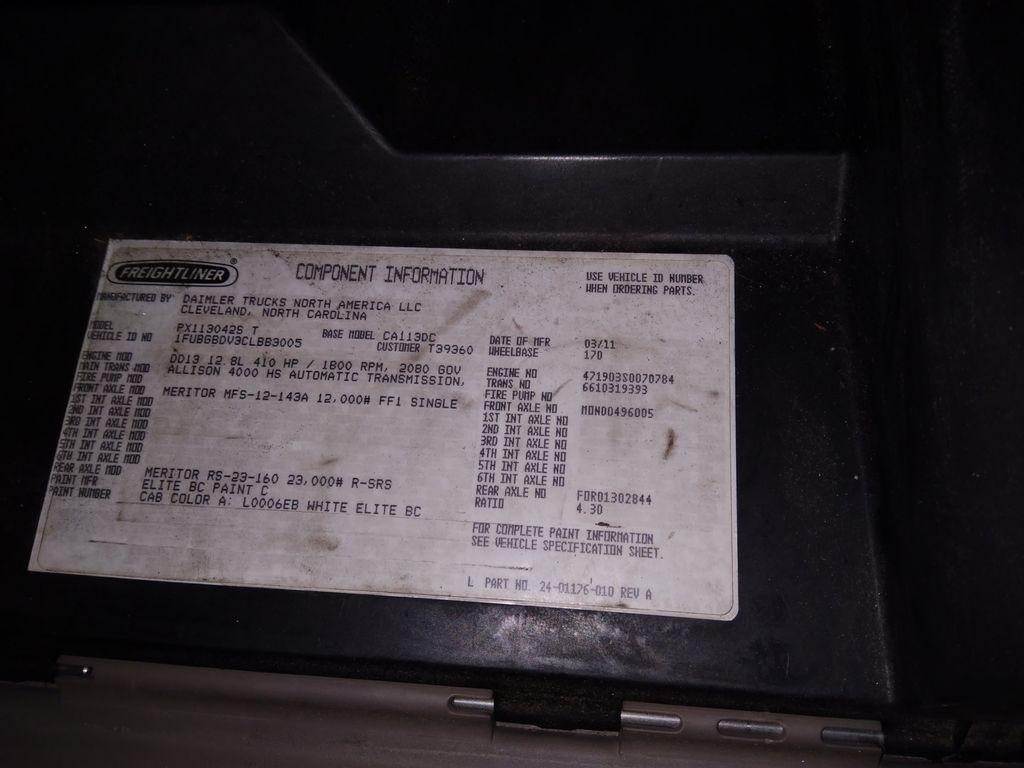 FREIGHTLINER®
COMPONENT INFORMATION
USE VEHICLE ID NUMBER
WHEN ORDERING PARTS.
MANUFACTURED BY DAIMLER TRUCKS NORTH AMERICA LLC
CLEVELAND, NORTH CAROLINA
MODEL PX113042S T BASE MODEL CA113DC
VEHICLE ID NO 1FUBGBDV3CLBB3005 CUSTOMER T39360
DATE OF MFR 03/11
WHEELBASE 170
ENGINE MOD DD13 12.8L 410 HP / 1800 RPM, 2080 GOV
MAIN TRANS MOD ALLISON 4000 HS AUTOMATIC TRANSMISSION,
FIRE PUMP MOD
FRONT AXLE MOD MERITOR MFS-12-143A 12,000# FF1 SINGLE
1ST INT AXLE MOD
2ND INT AXLE MOD
3RD INT AXLE MOD
4TH INT AXLE MOD
5TH INT AXLE MOD
6TH INT AXLE MOD
REAR AXLE MOD MERITOR RS-23-160 23,000# R-SRS
PAINT MFR ELITE BC PAINT C
PAINT NUMBER CAB COLOR A: L0006EB WHITE ELITE BC
ENGINE NO 471903S0070784
TRANS NO 6610319393
FIRE PUMP NO
FRONT AXLE NO MON00496005
1ST INT AXLE NO
2ND INT AXLE NO
3RD INT AXLE NO
4TH INT AXLE NO
5TH INT AXLE NO
6TH INT AXLE NO
REAR AXLE NO FOR01302844
RATIO 4.30
FOR COMPLETE PAINT INFORMATION
SEE VEHICLE SPECIFICATION SHEET.
L PART NO. 24-01176-010 REV A